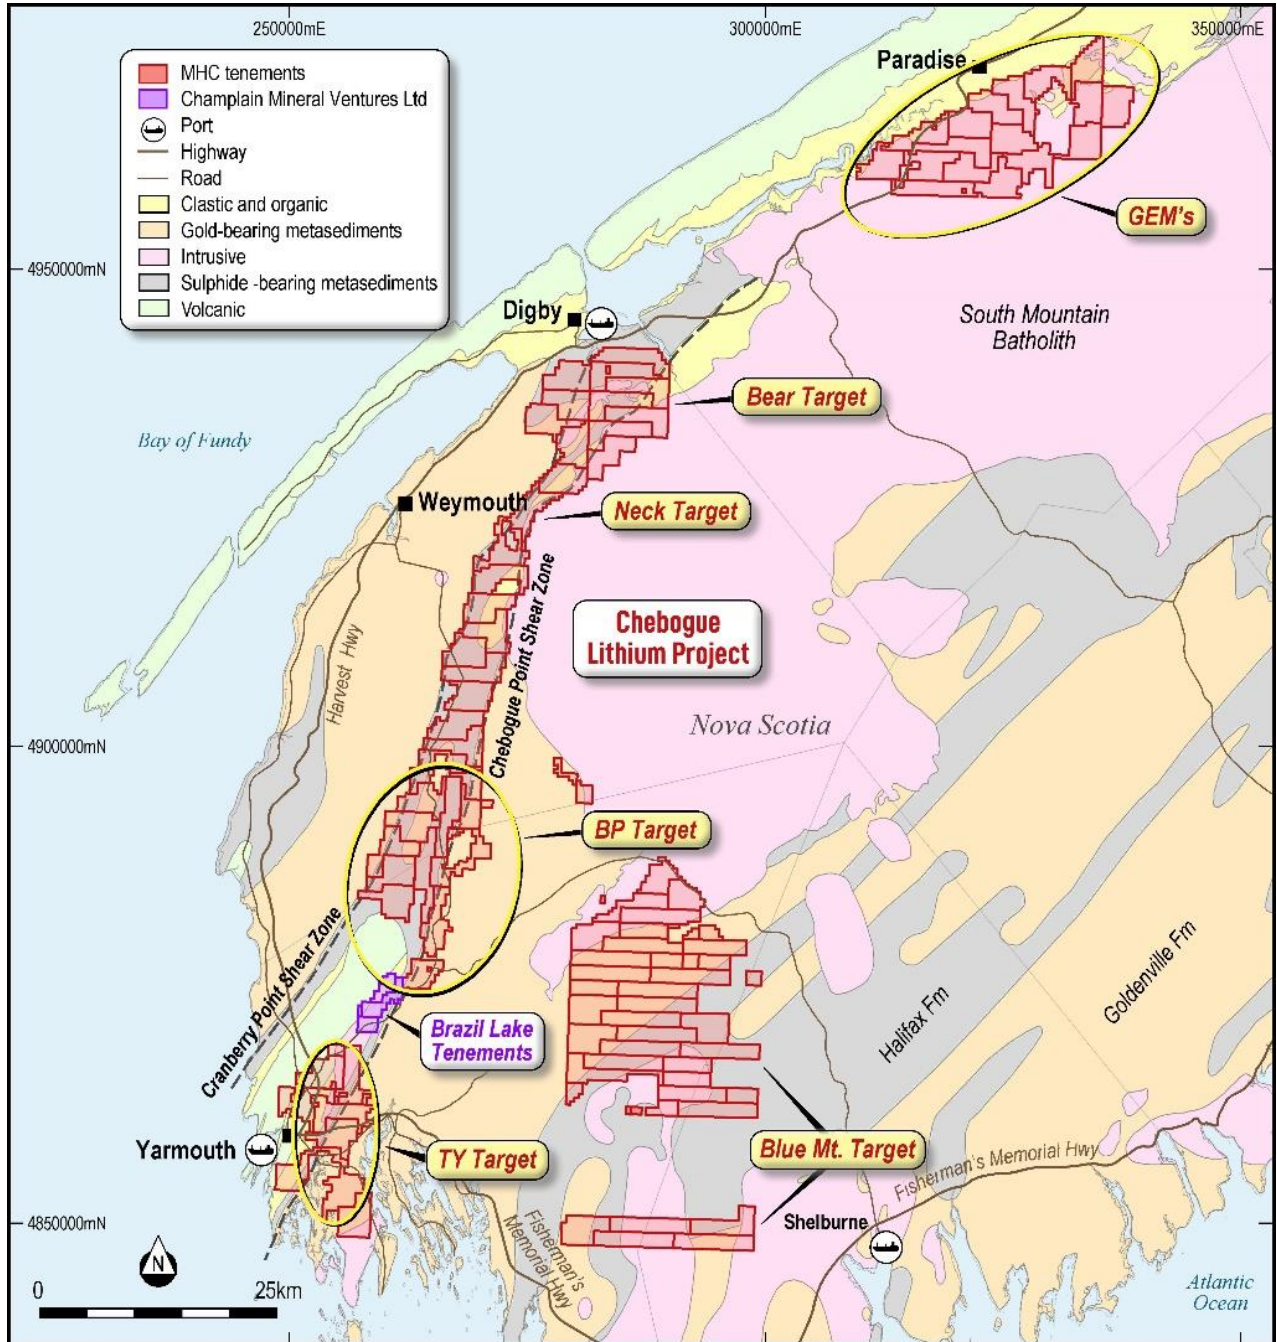 250000mE
300000mE
350000mE
MHC tenements
Champlain Mineral Ventures Ltd
Port
Highway
Road
Clastic and organic
Gold-bearing metasediments
Intrusive
Sulphide -bearing metasediments
Volcanic
Paradise
GEM's
4950000mN
Digby
South Mountain
Batholith
Bear Target
Bay of Fundy
Weymouth
Neck Target
Chebogue Point Shear Zone
Chebogue
Lithium Project
Harvest Hwy
Nova Scotia
4900000mN
BP Target
Cranberry Point Shear Zone
Brazil Lake
Tenements
Halifax Fm
Goldenville Fm
Yarmouth
TY Target
Blue Mt. Target
Fisherman's Memorial Hwy
Shelburne
4850000mN
Fisherman's
Memorial Hwy
N
0
25km
Atlantic
Ocean